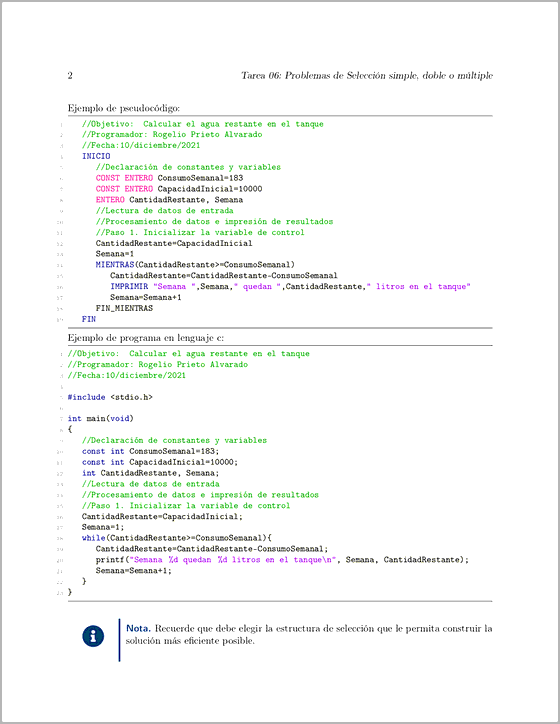 2 Tarea 06: Problemas de Selección simple, doble o múltiple
Ejemplo de pseudocódigo:
1 //Objetivo: Calcular el agua restante en el tanque
2 //Programador: Rogelio Prieto Alvarado
3 //Fecha:10/diciembre/2021
4 INICIO
5 //Declaración de constantes y variables
6 CONST ENTERO ConsumoSemanal=183
7 CONST ENTERO CapacidadInicial=10000
8 ENTERO CantidadRestante, Semana
9 //Lectura de datos de entrada
10 //Procesamiento de datos e impresión de resultados
11 //Paso 1. Inicializar la variable de control
12 CantidadRestante=CapacidadInicial
13 Semana=1
14 MIENTRAS(CantidadRestante>=ConsumoSemanal)
15 CantidadRestante=CantidadRestante-ConsumoSemanal
16 IMPRIMIR "Semana ",Semana," quedan ",CantidadRestante," litros en el tanque"
17 Semana=Semana+1
18 FIN_MIENTRAS
19 FIN
Ejemplo de programa en lenguaje c:
1 //Objetivo: Calcular el agua restante en el tanque
2 //Programador: Rogelio Prieto Alvarado
3 //Fecha:10/diciembre/2021
4
5 #include <stdio.h>
6
7 int main(void)
8 {
9 //Declaración de constantes y variables
10 const int ConsumoSemanal=183;
11 const int CapacidadInicial=10000;
12 int CantidadRestante, Semana;
13 //Lectura de datos de entrada
14 //Procesamiento de datos e impresión de resultados
15 //Paso 1. Inicializar la variable de control
16 CantidadRestante=CapacidadInicial;
17 Semana=1;
18 while(CantidadRestante>=ConsumoSemanal){
19 CantidadRestante=CantidadRestante-ConsumoSemanal;
20 printf("Semana %d quedan %d litros en el tanque\n", Semana, CantidadRestante);
21 Semana=Semana+1;
22 }
23 }
Nota. Recuerde que debe elegir la estructura de selección que le permita construir la
solución más eficiente posible.